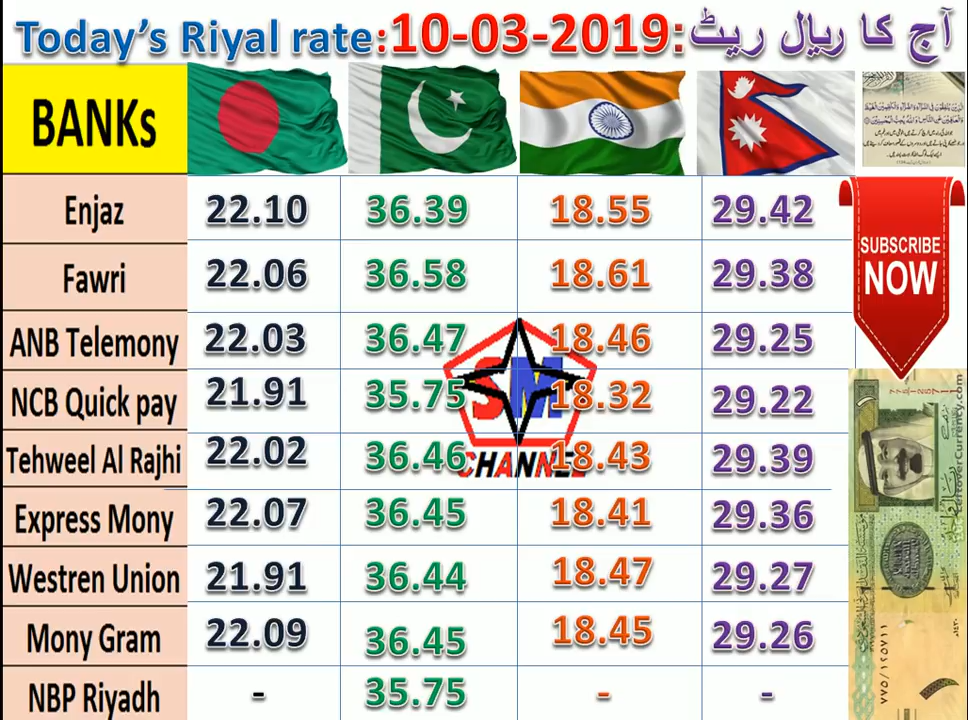 Today's Riyal rate:10-03-2019:آج کا ریال ریٹ
BANKs
Enjaz 22.10 36.39 18.55 29.42
SUBSCRIBE
NOW
Fawri 22.06 36.58 18.61 29.38
ANB Telemony 22.03 36.47 18.46 29.25
SM
NCB Quick pay 21.91 35.75 18.32 29.22
Tehweel Al Rajhi 22.02 36.46 18.43 29.39
CHANNEL
Express Mony 22.07 36.45 18.41 29.36
Westren Union 21.91 36.44 18.47 29.27
Mony Gram 22.09 36.45 18.45 29.26
NBP Riyadh - 35.75 - -
LeftoverCurrency.com
٧٧٥/١٤٥٧١١